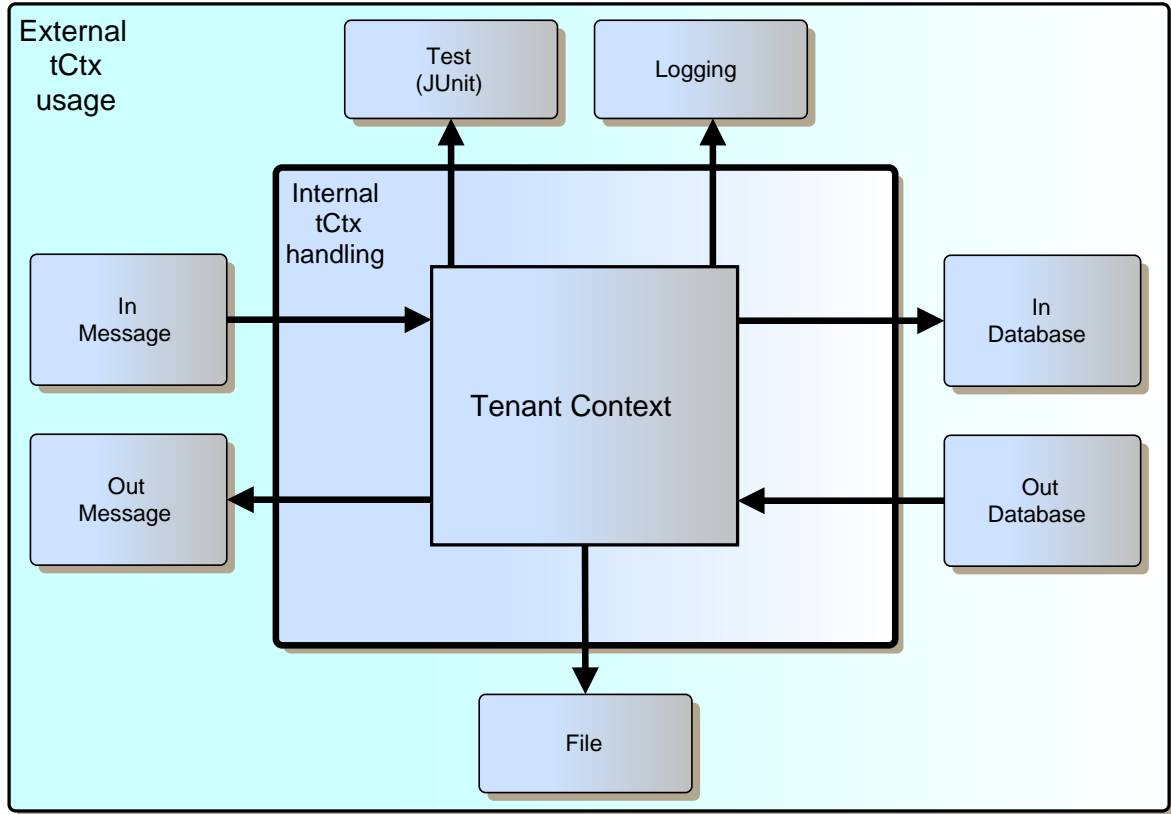 External
tCtx
usage
Test
(JUnit)
Logging
Internal
tCtx
handling
In
Message
Tenant Context
In
Database
Out
Message
Out
Database
File